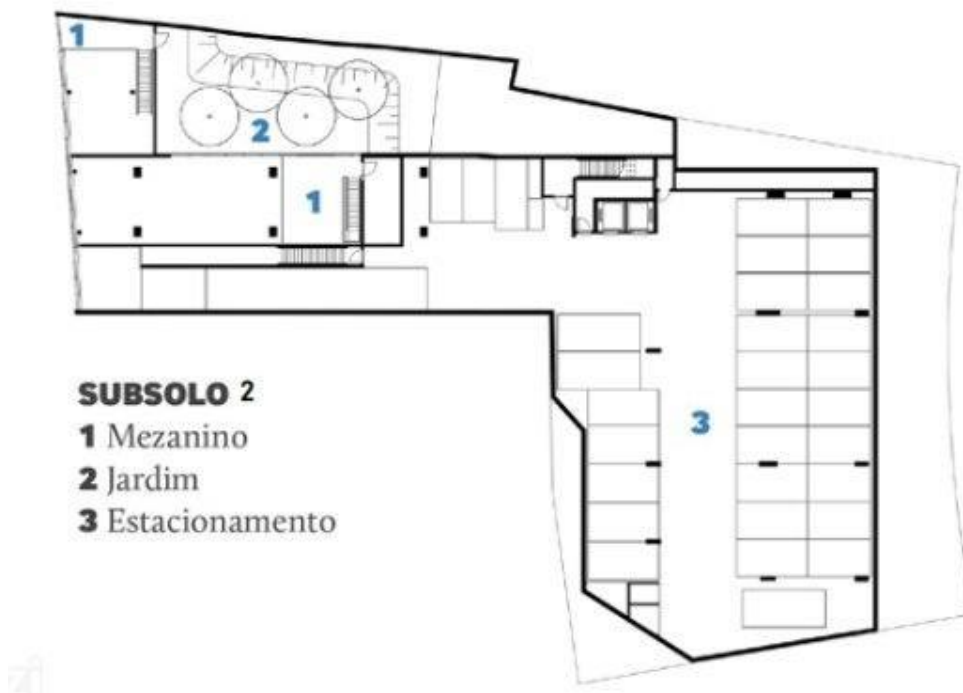 1
2
1
3
SUBSOLO 2
1 Mezanino
2 Jardim
3 Estacionamento